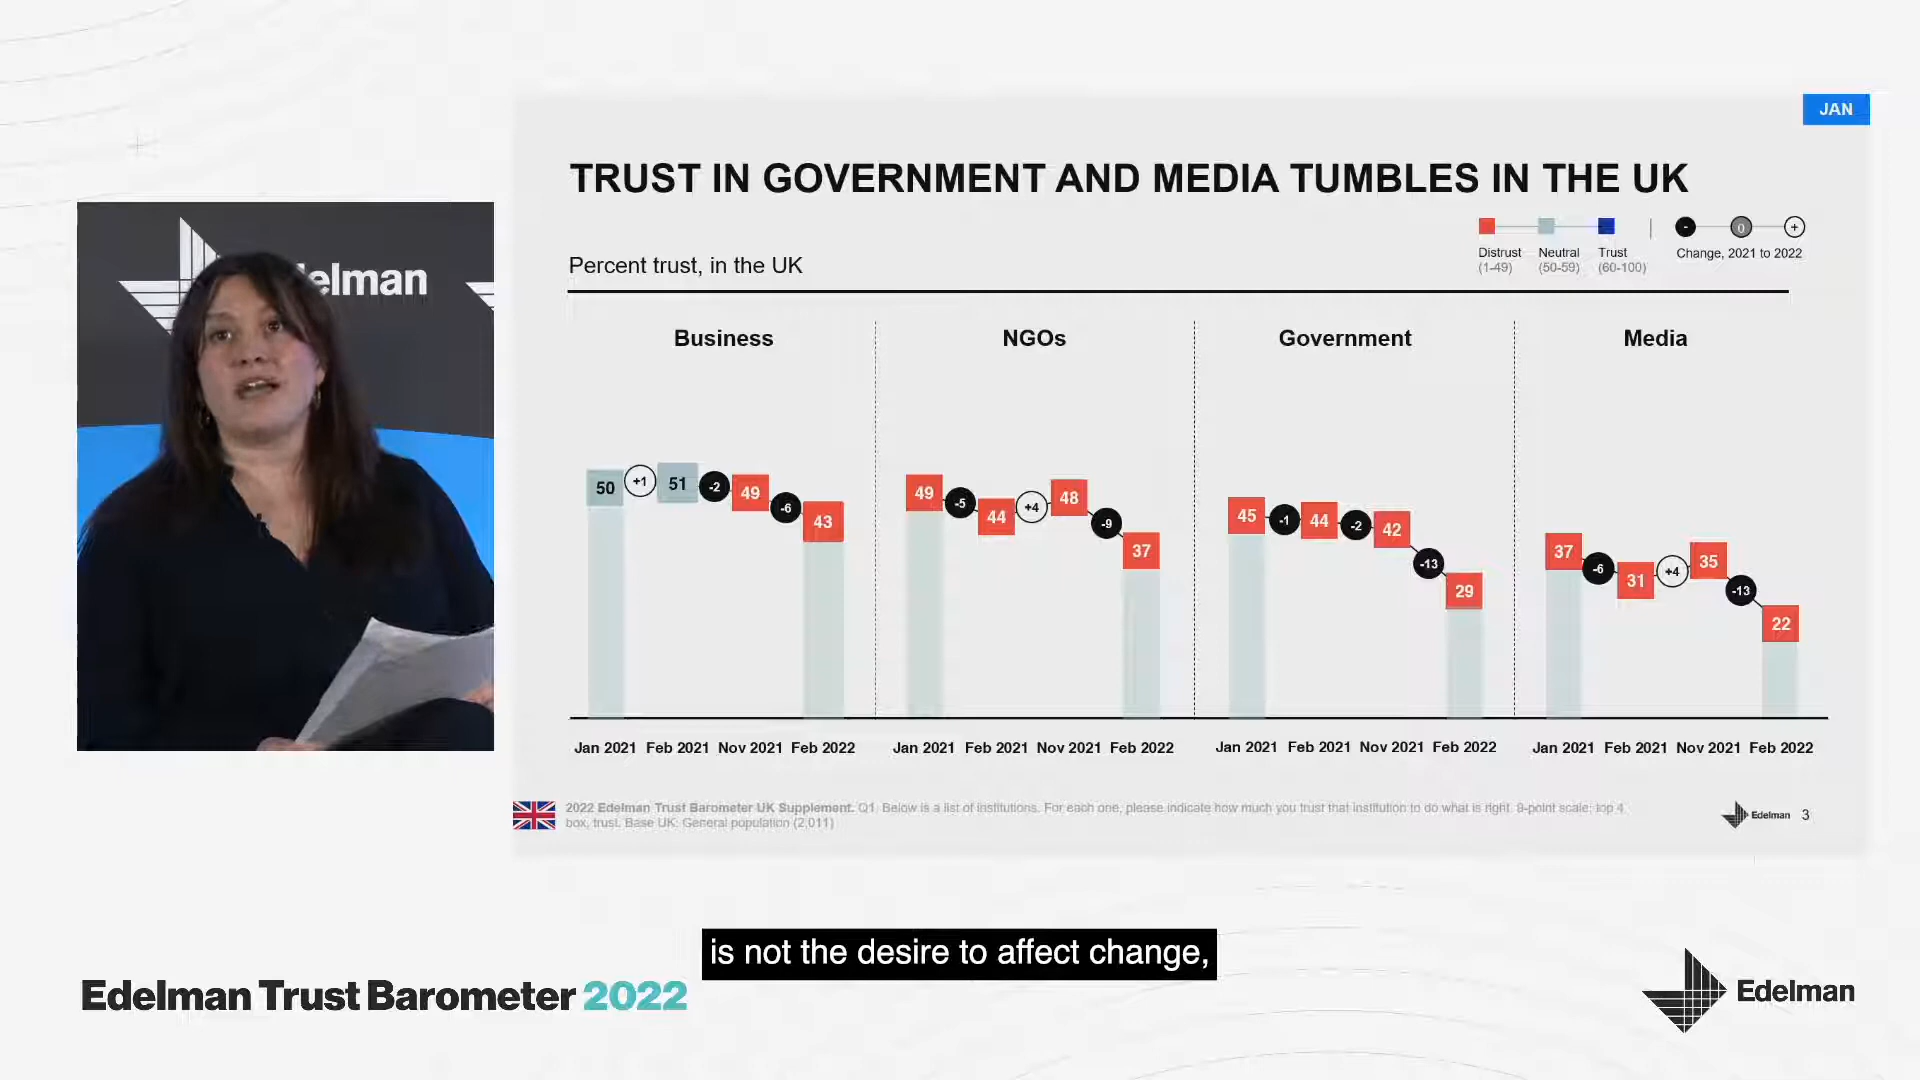 JAN
TRUST IN GOVERNMENT AND MEDIA TUMBLES IN THE UK
Percent trust, in the UK
Distrust
(1-49)
Neutral
(50-59)
Trust
(60-100)
- 0 +
Change, 2021 to 2022
elman
Business
50 +1 51 -2 49 -6 43
Jan 2021 Feb 2021 Nov 2021 Feb 2022
NGOs
49 -5 44 +4 48 -9 37
Jan 2021 Feb 2021 Nov 2021 Feb 2022
Government
45 -1 44 -2 42 -13 29
Jan 2021 Feb 2021 Nov 2021 Feb 2022
Media
37 -6 31 +4 35 -13 22
Jan 2021 Feb 2021 Nov 2021 Feb 2022
2022 Edelman Trust Barometer UK Supplement. Q1. Below is a list of institutions. For each one, please indicate how much you trust that institution to do what is right. 9-point scale; top 4
box, trust. Base UK: General population (2,011)
Edelman 3
is not the desire to affect change,
Edelman Trust Barometer 2022
Edelman